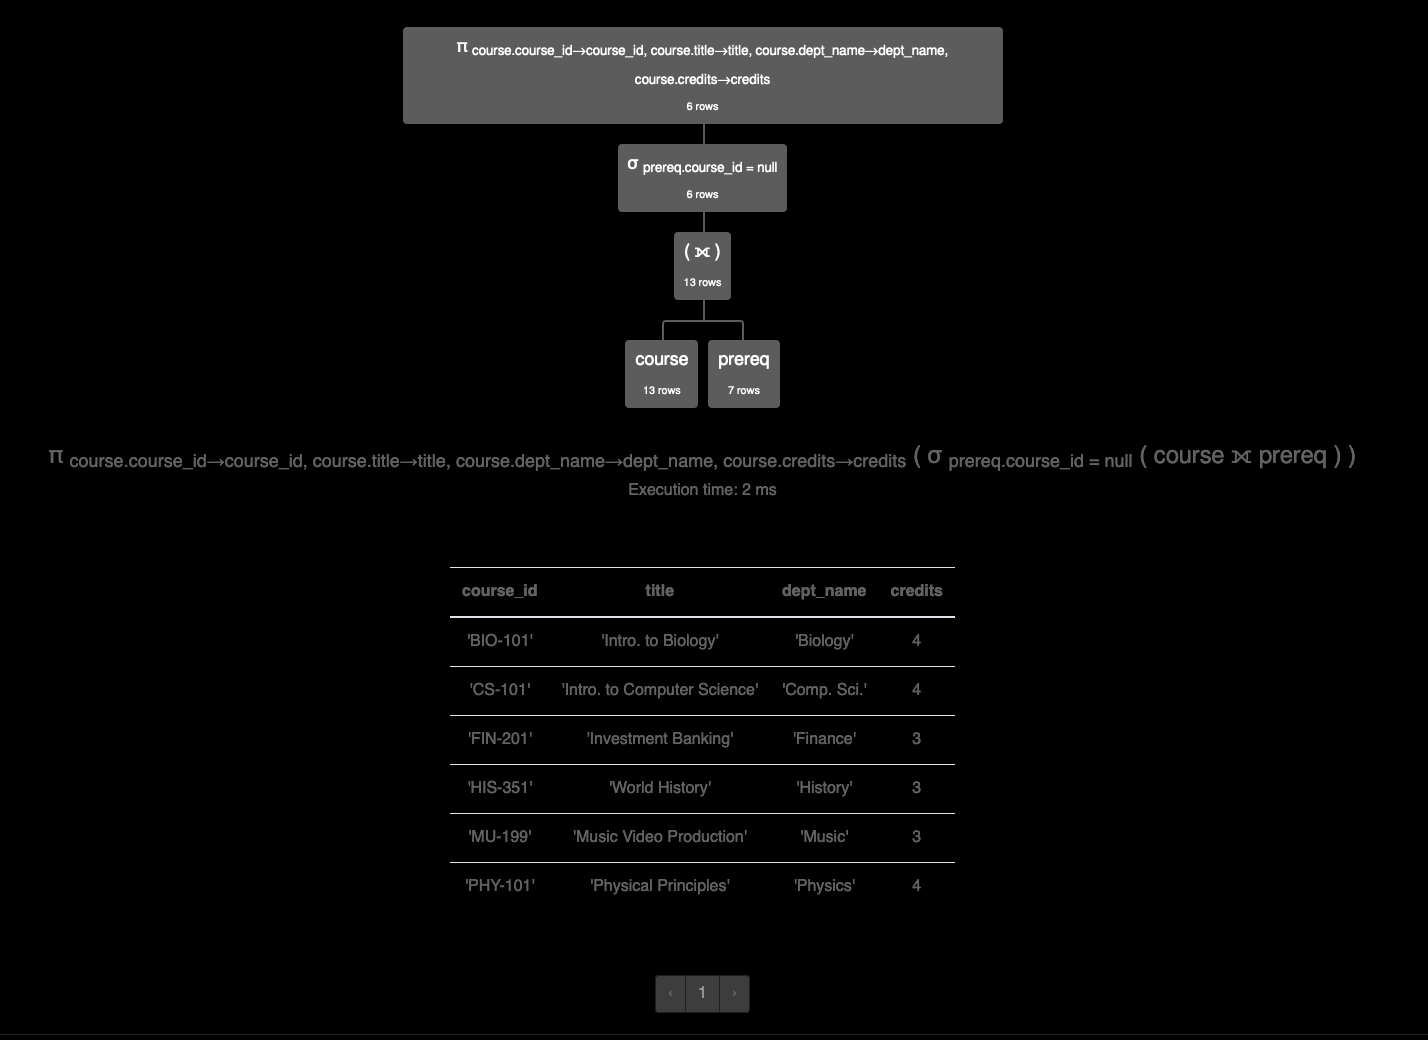 π course.course_id→course_id, course.title→title, course.dept_name→dept_name,
course.credits→credits
6 rows
σ prereq.course_id = null
6 rows
( ⟕ )
13 rows
course prereq
13 rows 7 rows
π course.course_id→course_id, course.title→title, course.dept_name→dept_name, course.credits→credits ( σ prereq.course_id = null ( course ⟕ prereq ) )
Execution time: 2 ms
course_id title dept_name credits
'BIO-101' 'Intro. to Biology' 'Biology' 4
'CS-101' 'Intro. to Computer Science' 'Comp. Sci.' 4
'FIN-201' 'Investment Banking' 'Finance' 3
'HIS-351' 'World History' 'History' 3
'MU-199' 'Music Video Production' 'Music' 3
'PHY-101' 'Physical Principles' 'Physics' 4
‹ 1 ›